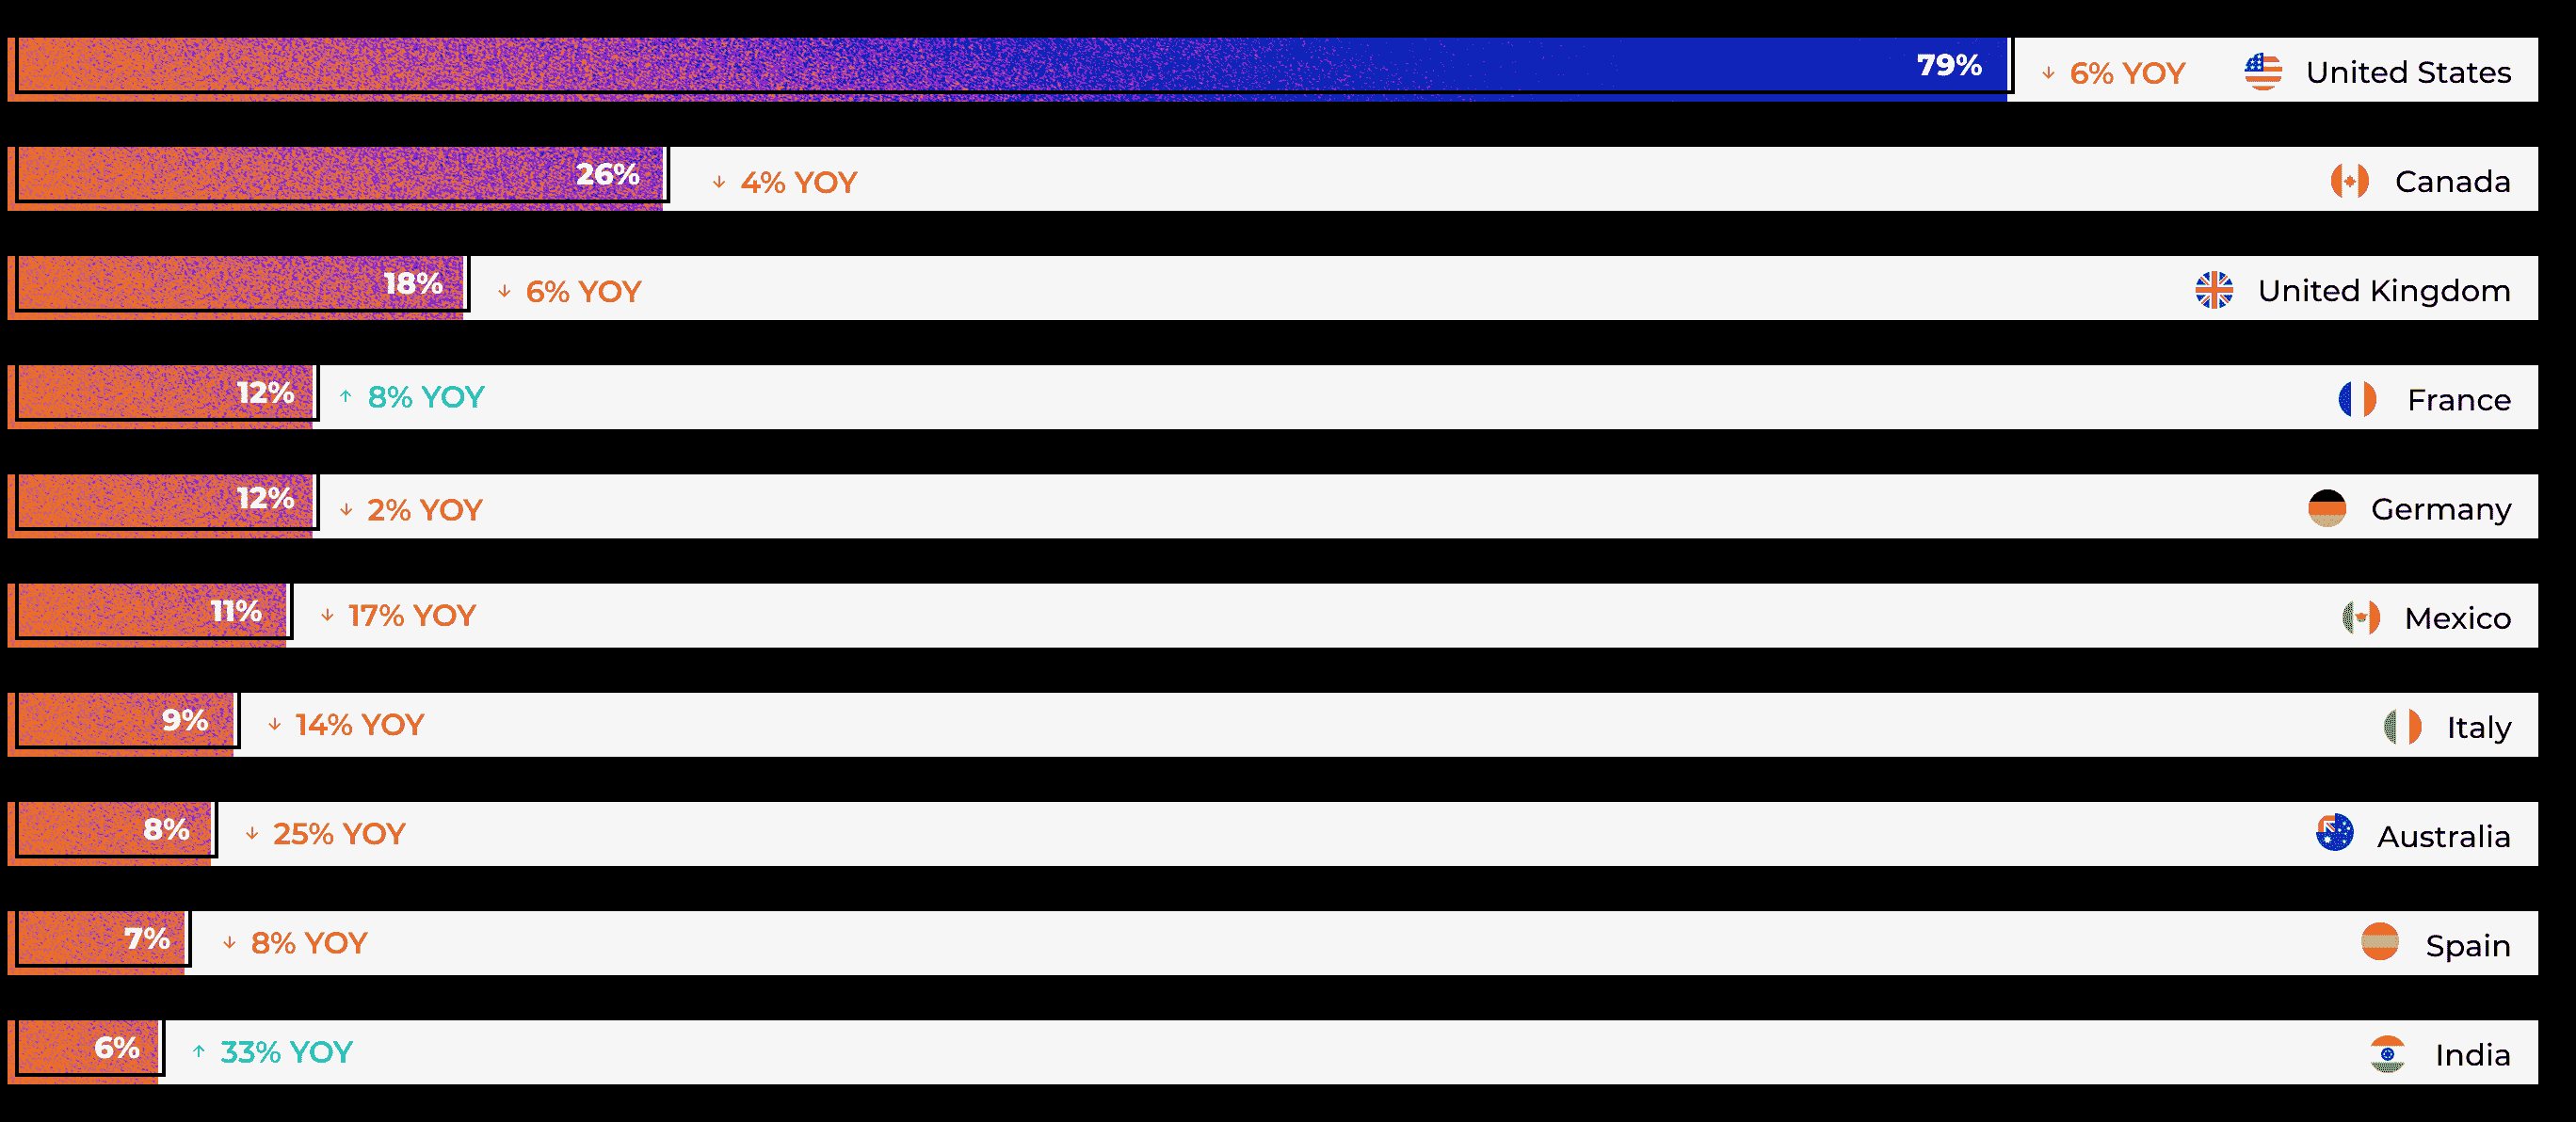 79% ↓ 6% YOY United States
26% ↓ 4% YOY Canada
18% ↓ 6% YOY United Kingdom
12% ↑ 8% YOY France
12% ↓ 2% YOY Germany
11% ↓ 17% YOY Mexico
9% ↓ 14% YOY Italy
8% ↓ 25% YOY Australia
7% ↓ 8% YOY Spain
6% ↑ 33% YOY India